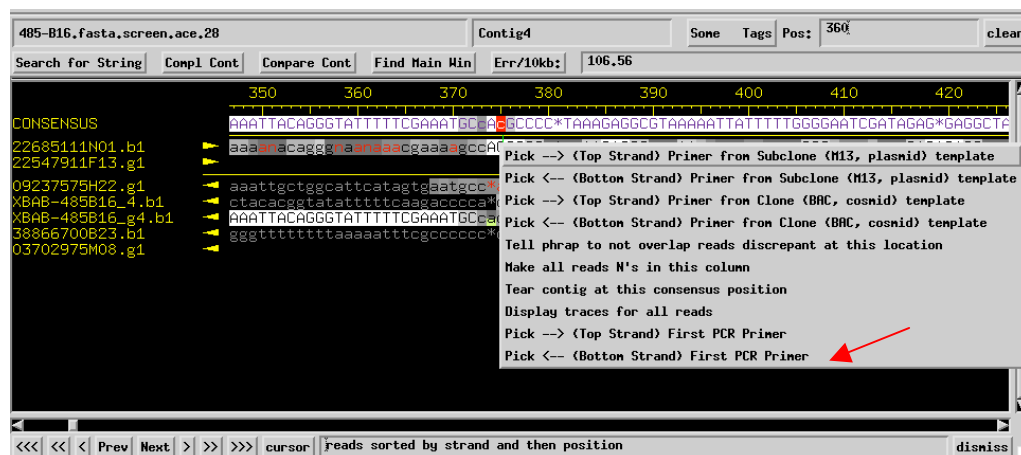 485-B16.fasta.screen.ace.28 Contig4 Some Tags Pos: 360 clear
Search for String Compl Cont Compare Cont Find Main Win Err/10kb: 106.56
350 360 370 380 390 400 410 420
CONSENSUS AAATTACAGGGTATTTTTCGAAATGCcAcGCCCC*TAAAGAGGCGTAAAAATTATTTTTGGGGAATCGATAGAG*GAGGCTA
22685111N01.b1 aaaanacagggnaanaaacgaaaagccAC
22547911F13.g1
09237575H22.g1 aaattgctggcattcatagtgaatgcc*
XBAB-485B16_4.b1 ctacacggtatatttttcaagacccca*
XBAB-485B16_g4.b1 AAATTACAGGGTATTTTTCGAAATGCca
38866700B23.b1 gggttttttttaaaaatttcgcccccc*
03702975M08.g1
Pick --> (Top Strand) Primer from Subclone (M13, plasmid) template
Pick <-- (Bottom Strand) Primer from Subclone (M13, plasmid) template
Pick --> (Top Strand) Primer from Clone (BAC, cosmid) template
Pick <-- (Bottom Strand) Primer from Clone (BAC, cosmid) template
Tell phrap to not overlap reads discrepant at this location
Make all reads N's in this column
Tear contig at this consensus position
Display traces for all reads
Pick --> (Top Strand) First PCR Primer
Pick <-- (Bottom Strand) First PCR Primer
<<< << < Prev Next > >> >>> cursor reads sorted by strand and then position dismiss